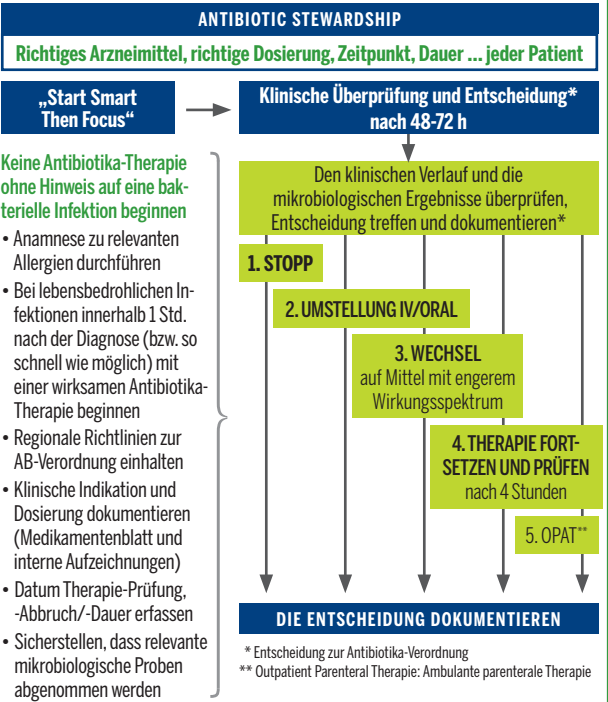 ANTIBIOTIC STEWARDSHIP
Richtiges Arzneimittel, richtige Dosierung, Zeitpunkt, Dauer ... jeder Patient
„Start Smart
Then Focus“
Klinische Überprüfung und Entscheidung*
nach 48-72 h
Keine Antibiotika-Therapie
ohne Hinweis auf eine bak-
terielle Infektion beginnen
• Anamnese zu relevanten
Allergien durchführen
• Bei lebensbedrohlichen In-
fektionen innerhalb 1 Std.
nach der Diagnose (bzw. so
schnell wie möglich) mit
einer wirksamen Antibiotika-
Therapie beginnen
• Regionale Richtlinien zur
AB-Verordnung einhalten
• Klinische Indikation und
Dosierung dokumentieren
(Medikamentenblatt und
interne Aufzeichnungen)
• Datum Therapie-Prüfung,
-Abbruch/-Dauer erfassen
• Sicherstellen, dass relevante
mikrobiologische Proben
abgenommen werden
Den klinischen Verlauf und die
mikrobiologischen Ergebnisse überprüfen,
Entscheidung treffen und dokumentieren*
1. STOPP
2. UMSTELLUNG IV/ORAL
3. WECHSEL
auf Mittel mit engerem
Wirkungsspektrum
4. THERAPIE FORT-
SETZEN UND PRÜFEN
nach 4 Stunden
5. OPAT**
DIE ENTSCHEIDUNG DOKUMENTIEREN
* Entscheidung zur Antibiotika-Verordnung
** Outpatient Parenteral Therapie: Ambulante parenterale Therapie